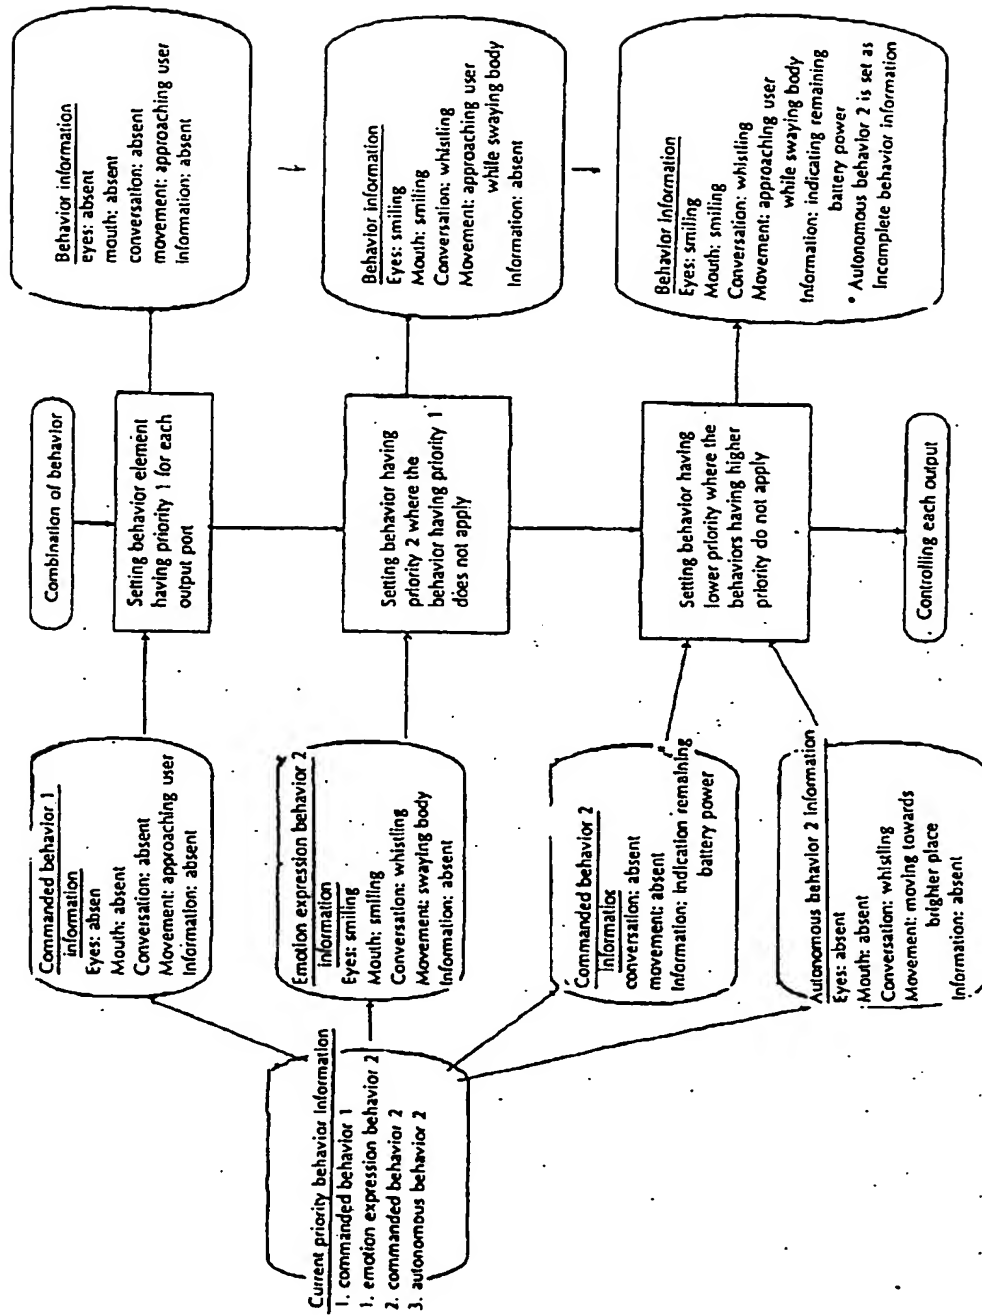 Combination of behavior
Setting behavior element
having priority 1 for each
output port
Setting behavior having
priority 2 where the
behavior having priority 1
does not apply
Setting behavior having
lower priority where the
behaviors having higher
priority do not apply
Controlling each output
Current priority behavior information
1. commanded behavior 1
1. emotion expression behavior 2
2. commanded behavior 2
3. autonomous behavior 2
Commanded behavior 1
information
Eyes: absen
Mouth: absent
Conversation: absent
Movement: approaching user
Information: absent
Emotion expression behavior 2
information
Eyes: smiling
Mouth: smiling
Conversation: whistling
Movement: swaying body
Information: absent
Commanded behavior 2
information
conversation: absent
movement: absent
Information: Indication remaining
battery power
Autonomous behavior 2 information
Eyes: absent
Mouth: absent
Conversation: whistling
Movement: moving towards
brighter place
Information: absent
Behavior information
eyes: absent
mouth: absent
conversation: absent
movement: approaching user
information: absent
Behavior information
Eyes: smiling
Mouth: smiling
Conversation: whistling
Movement: approaching user
while swaying body
Information: absent
Behavior information
Eyes: smiling
Mouth: smiling
Conversation: whistling
Movement: approaching user
while swaying body
Information: indicating remaining
battery power
* Autonomous behavior 2 is set as
Incomplete behavior information